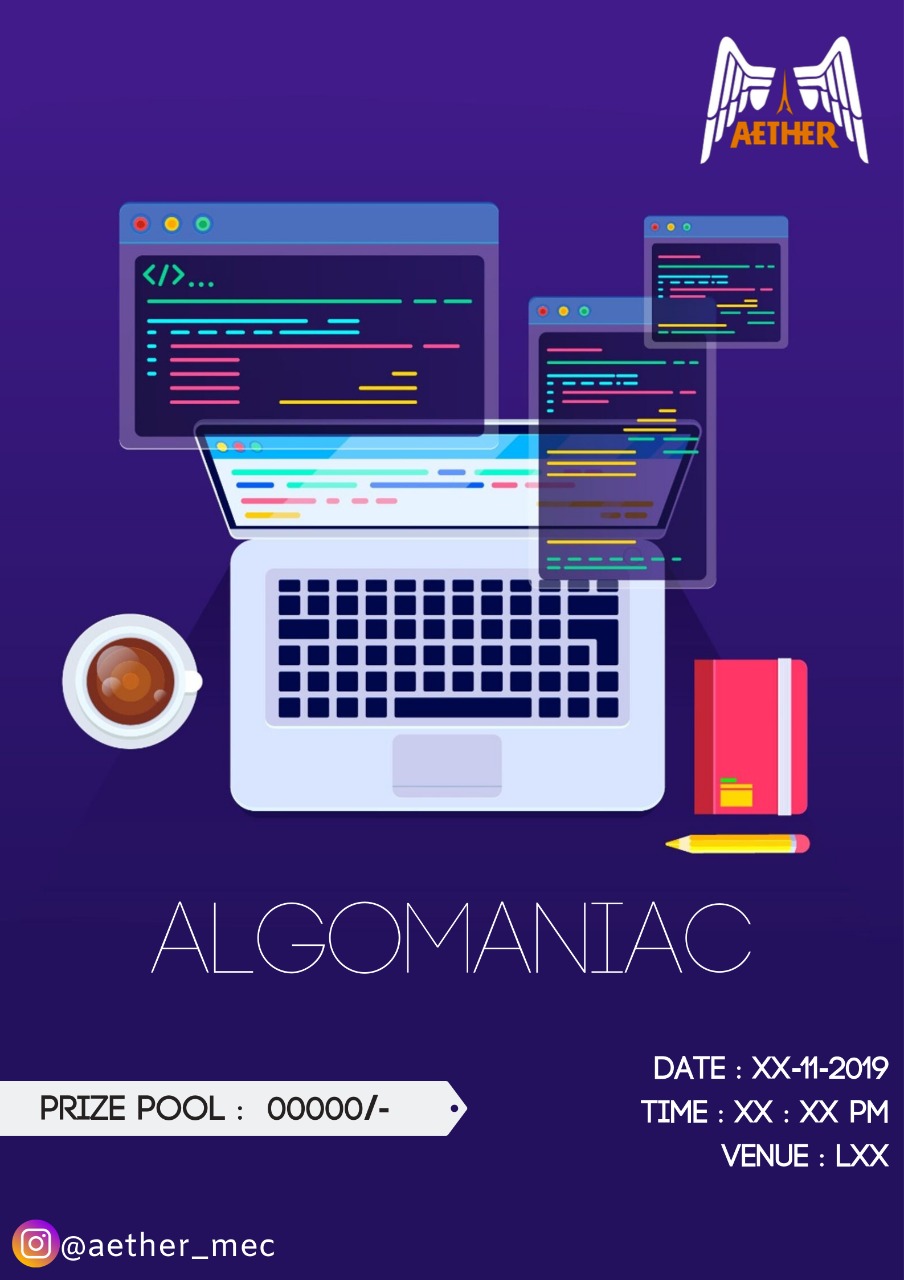 AETHER
</>...
ALGOMANIAC
PRIZE POOL : 00000/-
DATE : XX-11-2019
TIME : XX : XX PM
VENUE : LXX
@aether_mec